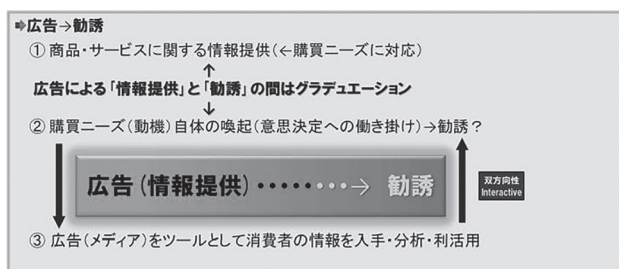 ➡広告→勧誘
①商品・サービスに関する情報提供(←購買ニーズに対応)
↑
広告による「情報提供」と「勧誘」の間はグラデュエーション
↓
②購買ニーズ(動機)自体の喚起(意思決定への働き掛け)→勧誘?
広告(情報提供)・・・・・・・・→ 勧誘
双方向性
Interactive
③広告(メディア)をツールとして消費者の情報を入手・分析・利活用